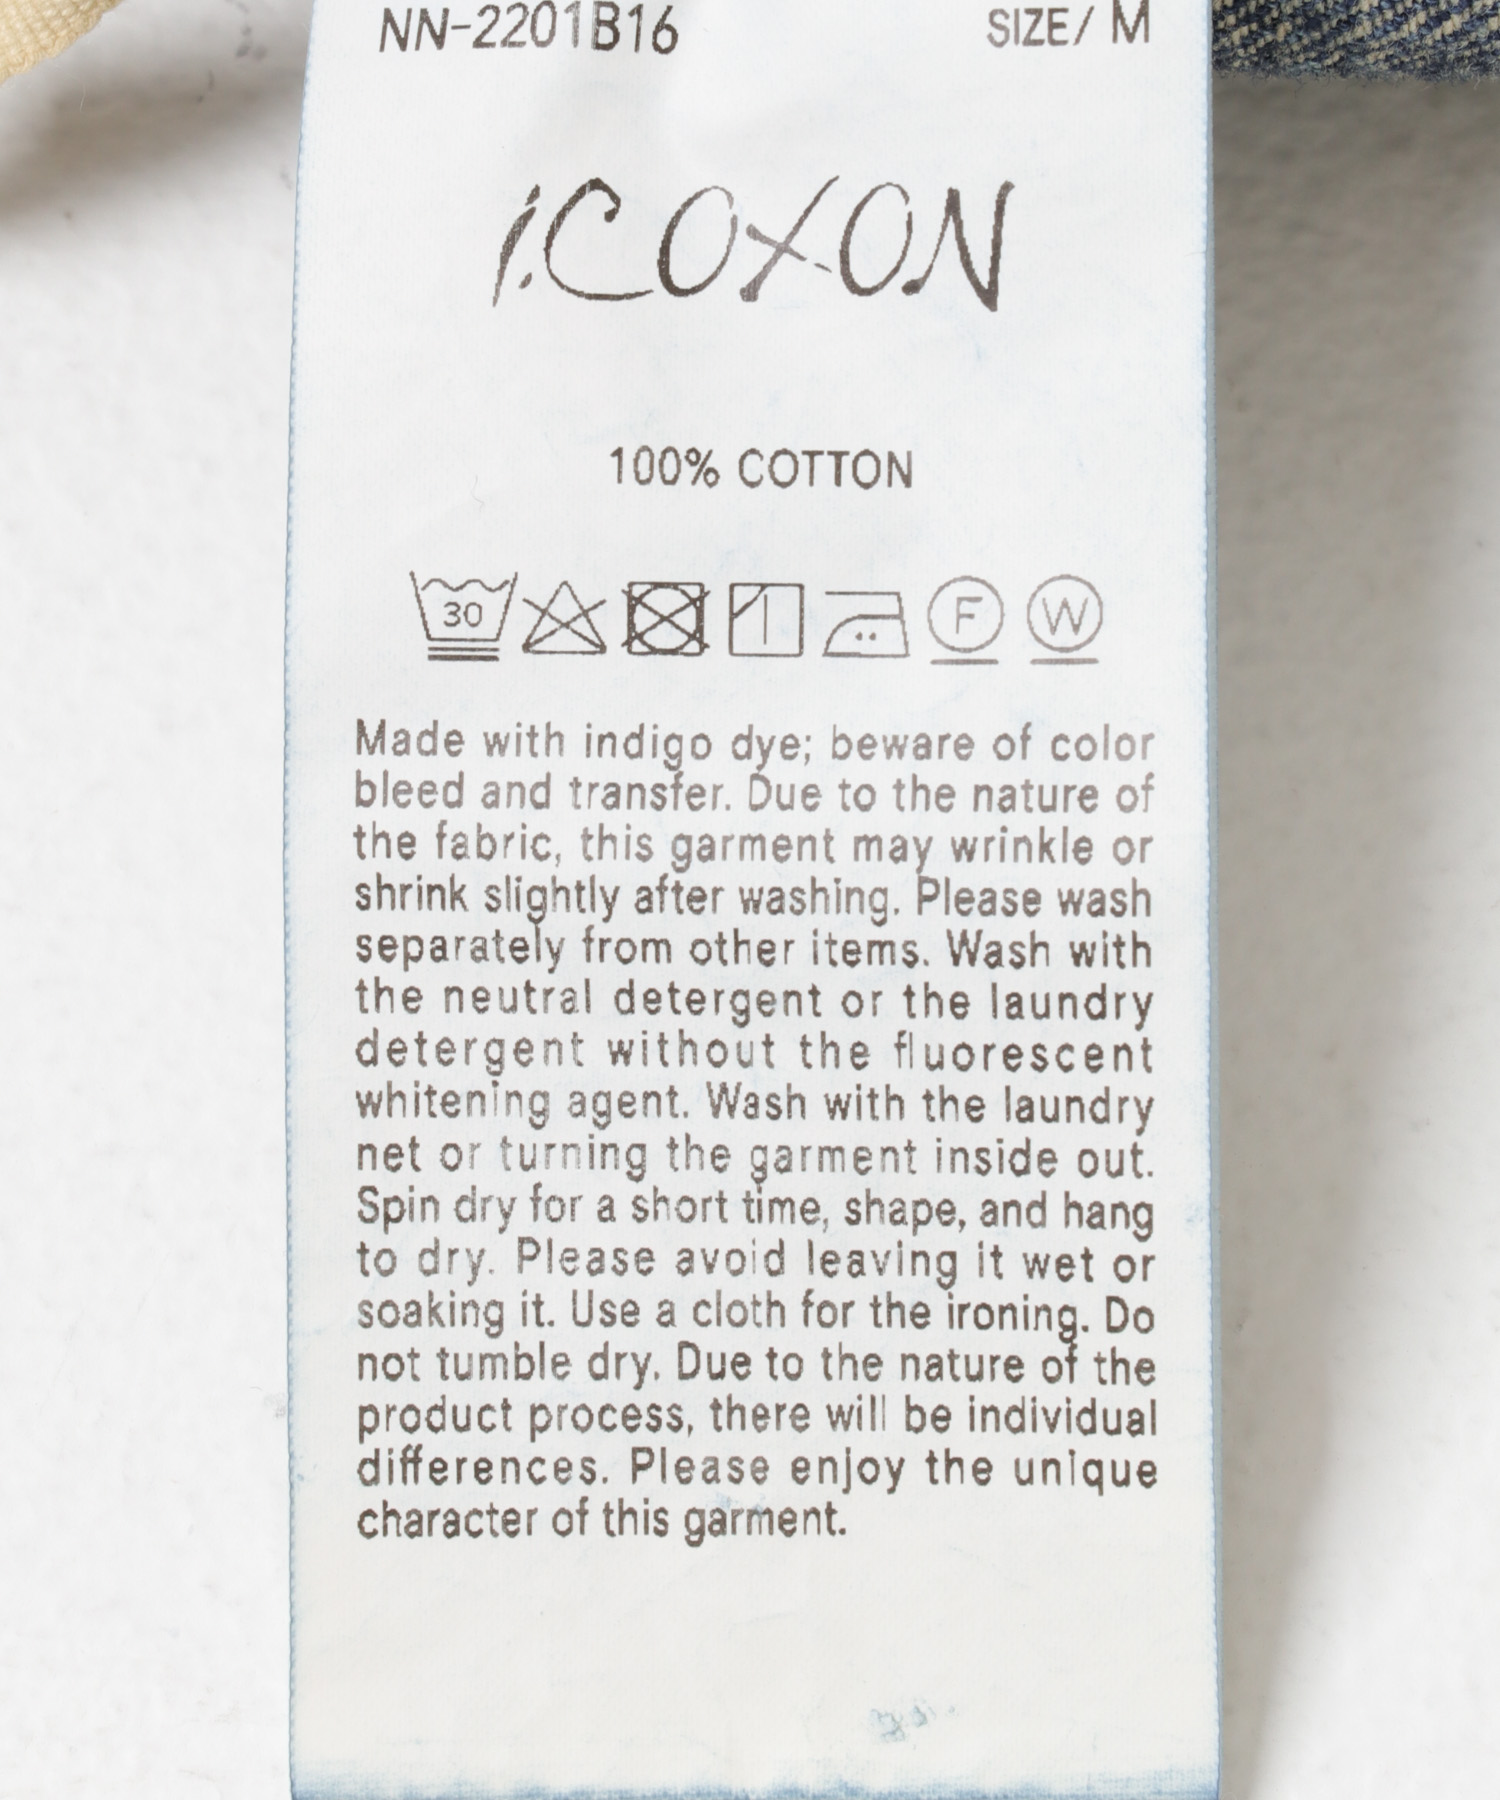 NN-2201B16 SIZE/ M
i.COXON
100% COTTON
30 F W
Made with indigo dye; beware of color
bleed and transfer. Due to the nature of
the fabric, this garment may wrinkle or
shrink slightly after washing. Please wash
separately from other items. Wash with
the neutral detergent or the laundry
detergent without the fluorescent
whitening agent. Wash with the laundry
net or turning the garment inside out.
Spin dry for a short time, shape, and hang
to dry. Please avoid leaving it wet or
soaking it. Use a cloth for the ironing. Do
not tumble dry. Due to the nature of the
product process, there will be individual
differences. Please enjoy the unique
character of this garment.